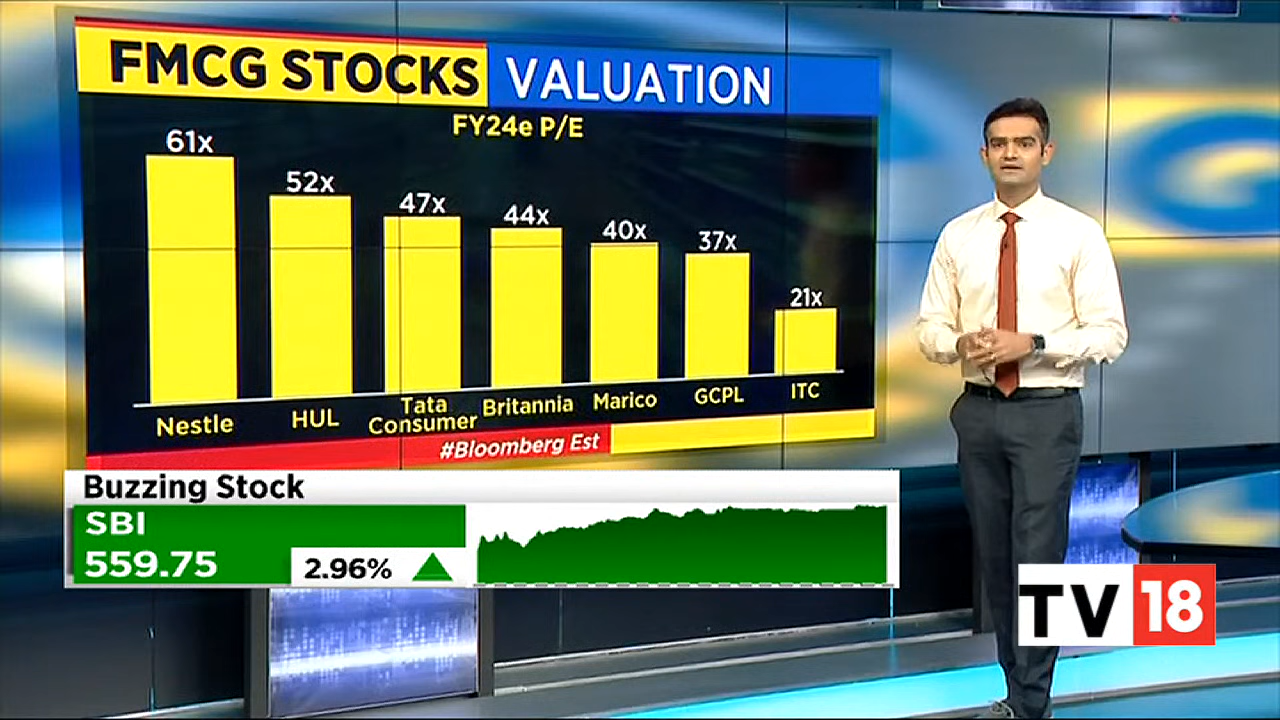 FMCG STOCKS VALUATION
FY24e P/E
61x
52x
47x
44x
40x
37x
21x
Nestle
HUL
Tata
Consumer
Britannia
Marico
GCPL
ITC
#Bloomberg Est
Buzzing Stock
SBI
559.75
2.96%
TV18